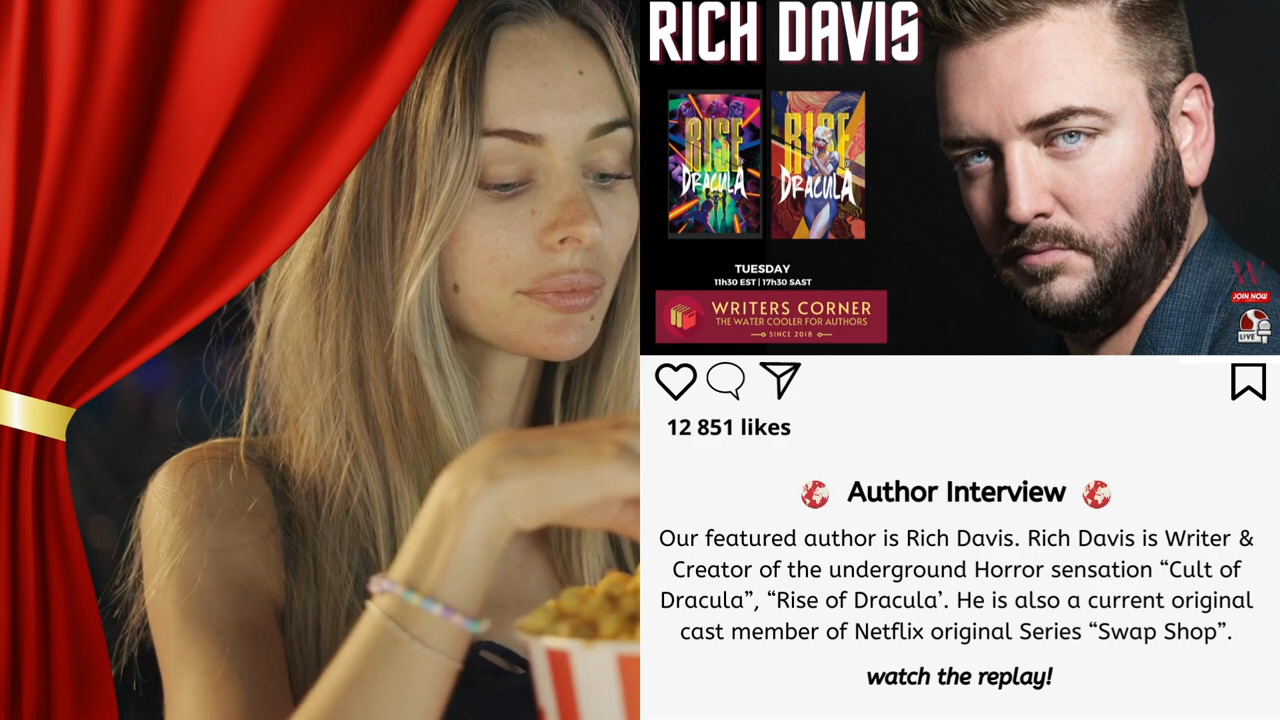 RICH DAVIS
RISE
DRACULA
RISE
DRACULA
TUESDAY
11h30 EST | 17h30 SAST
WRITERS CORNER
THE WATER COOLER FOR AUTHORS
SINCE 2018
W
JOIN NOW
LIVE
12 851 likes
Author Interview
Our featured author is Rich Davis. Rich Davis is Writer &
Creator of the underground Horror sensation “Cult of
Dracula”, “Rise of Dracula’. He is also a current original
cast member of Netflix original Series “Swap Shop”.
watch the replay!